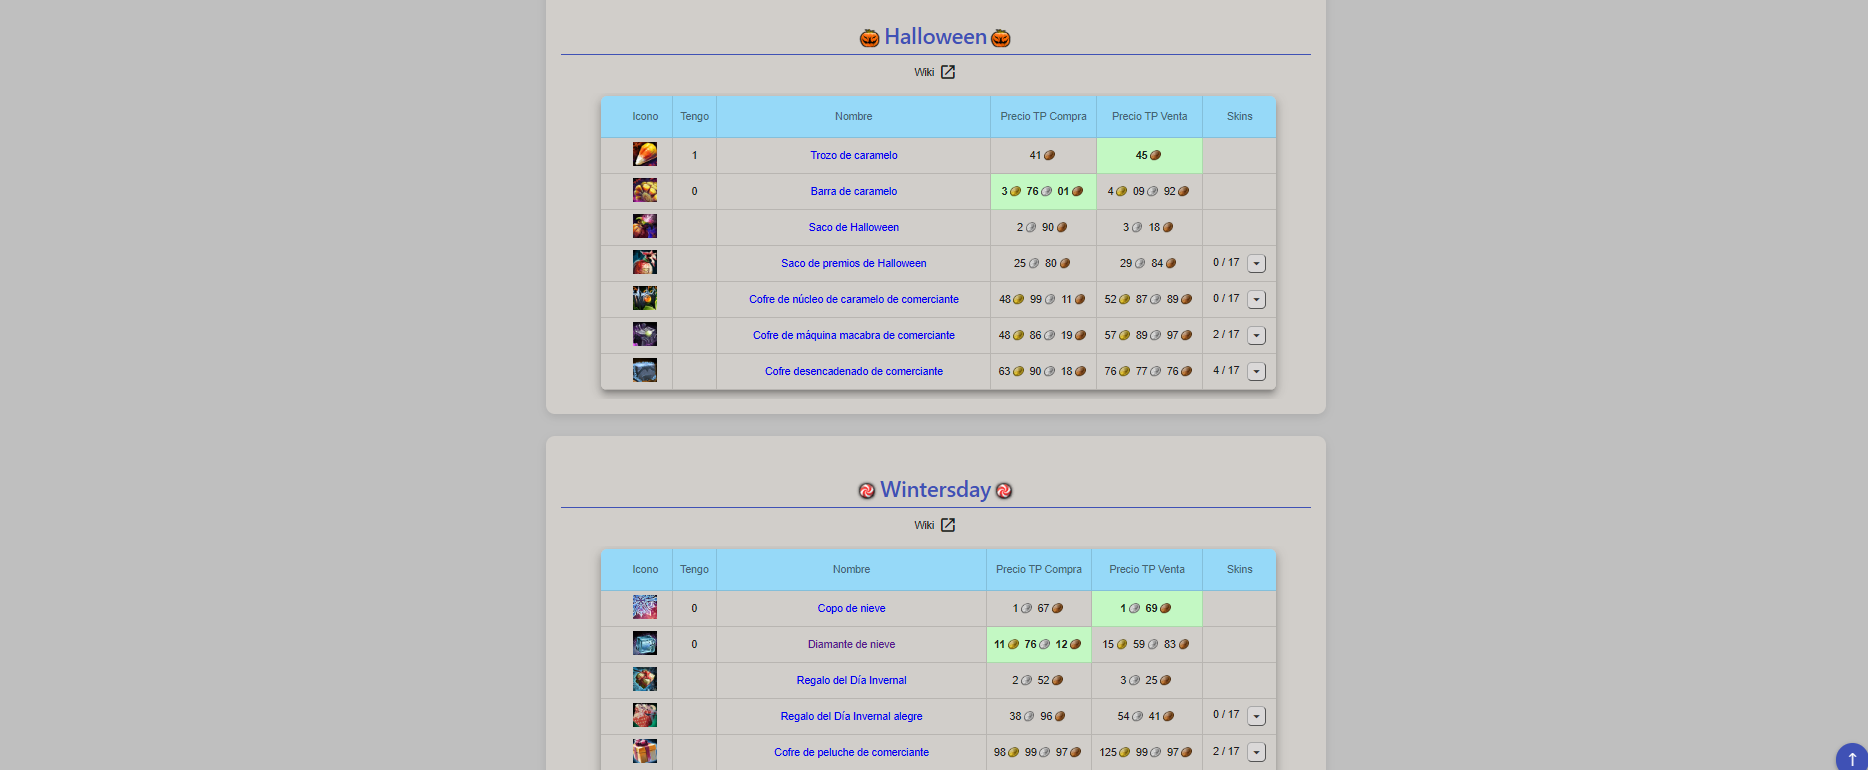 Halloween
Wiki
Icono Tengo Nombre Precio TP Compra Precio TP Venta Skins
1 Trozo de caramelo 41 45
0 Barra de caramelo 3 76 01 4 09 92
Saco de Halloween 2 90 3 18
Saco de premios de Halloween 25 80 29 84 0 / 17
Cofre de núcleo de caramelo de comerciante 48 99 11 52 87 89 0 / 17
Cofre de máquina macabra de comerciante 48 86 19 57 89 97 2 / 17
Cofre desencadenado de comerciante 63 90 18 76 77 76 4 / 17
Wintersday
Wiki
Icono Tengo Nombre Precio TP Compra Precio TP Venta Skins
0 Copo de nieve 1 67 1 69
0 Diamante de nieve 11 76 12 15 59 83
Regalo del Día Invernal 2 52 3 25
Regalo del Día Invernal alegre 38 96 54 41 0 / 17
Cofre de peluche de comerciante 98 99 97 125 99 97 2 / 17